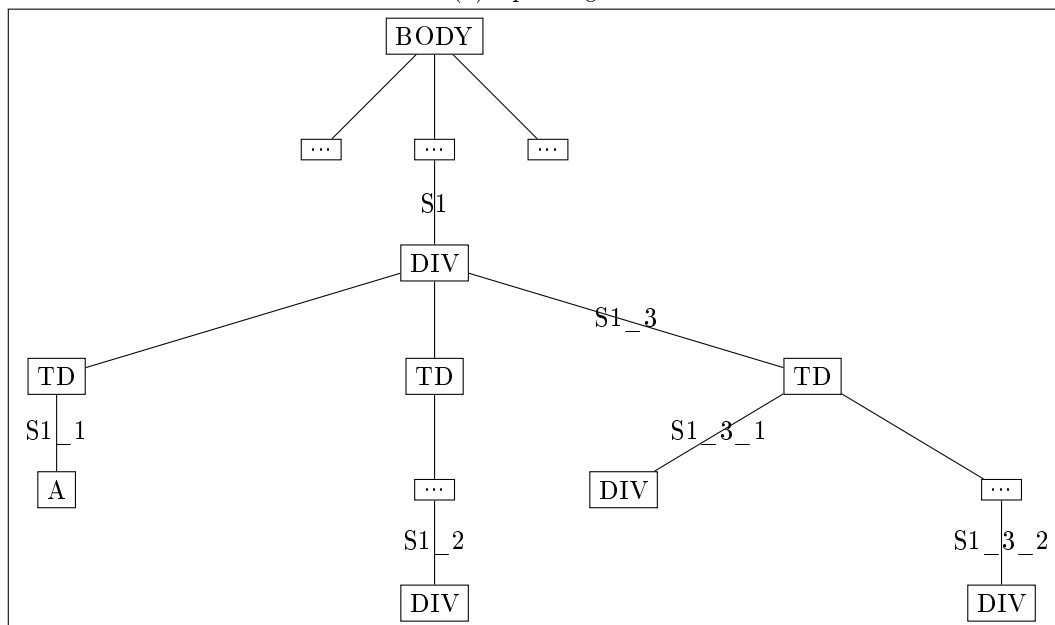 BODY
... ... ...
S1
DIV
S1_3
TD TD TD
S1_1 S1_3_1
A ... DIV ...
S1_2 S1_3_2
DIV DIV